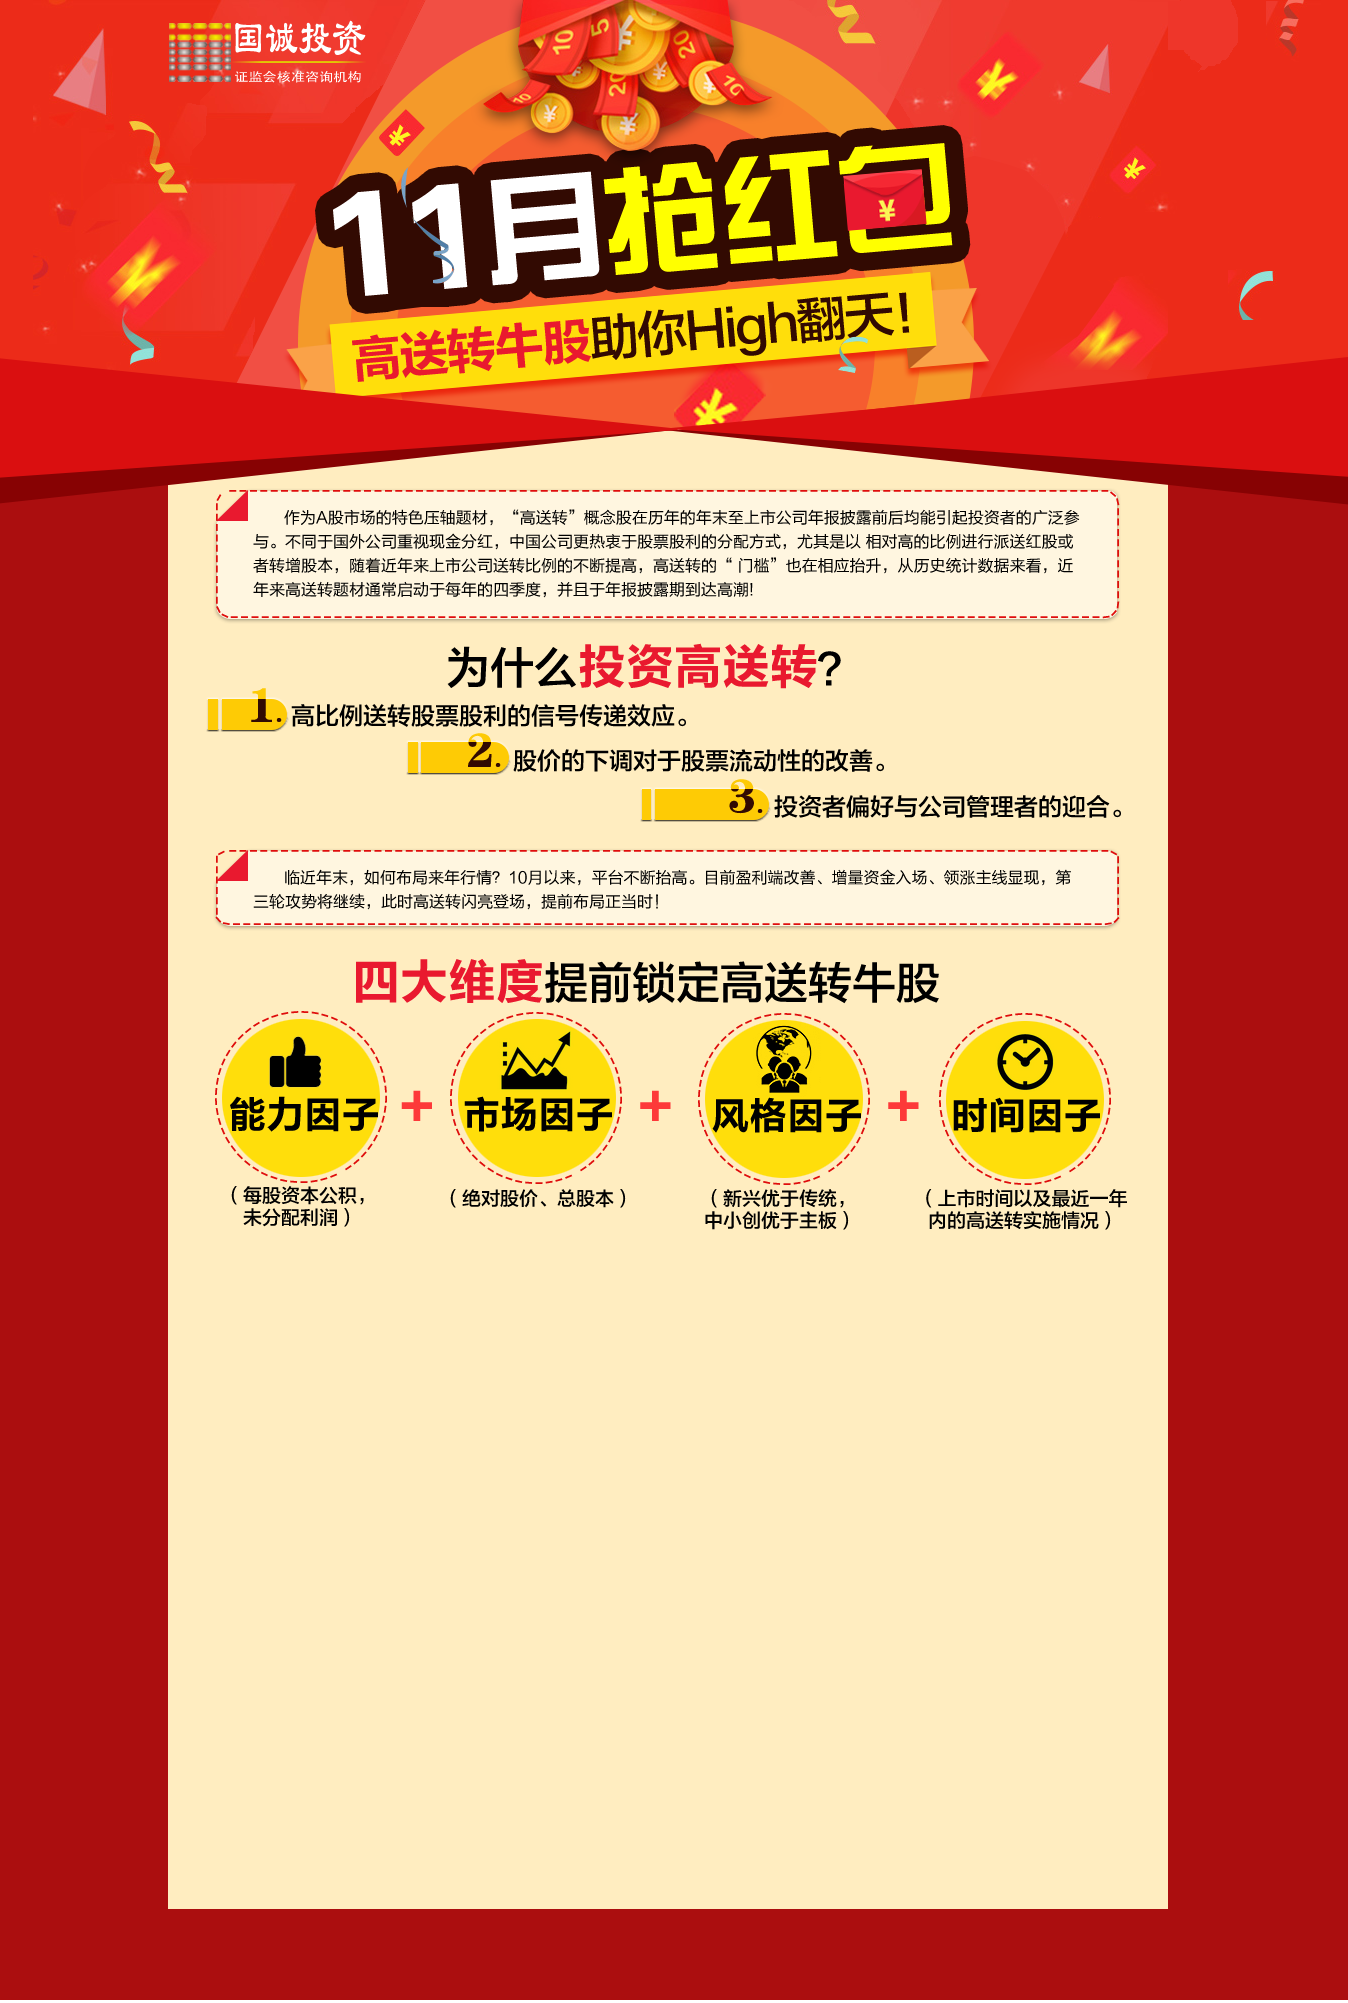 国诚投资
证监会核准咨询机构
10 5 20
20 10
10
11月抢红包
高送转牛股助你High翻天！
作为A股市场的特色压轴题材，“高送转”概念股在历年的年末至上市公司年报披露前后均能引起投资者的广泛参
与。不同于国外公司重视现金分红，中国公司更热衷于股票股利的分配方式，尤其是以 相对高的比例进行派送红股或
者转增股本，随着近年来上市公司送转比例的不断提高，高送转的“ 门槛”也在相应抬升，从历史统计数据来看，近
年来高送转题材通常启动于每年的四季度，并且于年报披露期到达高潮！
为什么投资高送转？
1. 高比例送转股票股利的信号传递效应。
2. 股价的下调对于股票流动性的改善。
3. 投资者偏好与公司管理者的迎合。
临近年末，如何布局来年行情？10月以来，平台不断抬高。目前盈利端改善、增量资金入场、领涨主线显现，第
三轮攻势将继续，此时高送转闪亮登场，提前布局正当时！
四大维度提前锁定高送转牛股
能力因子 + 市场因子 + 风格因子 + 时间因子
（每股资本公积，
未分配利润）
（绝对股价、总股本）
（新兴优于传统，
中小创优于主板）
（上市时间以及最近一年
内的高送转实施情况）